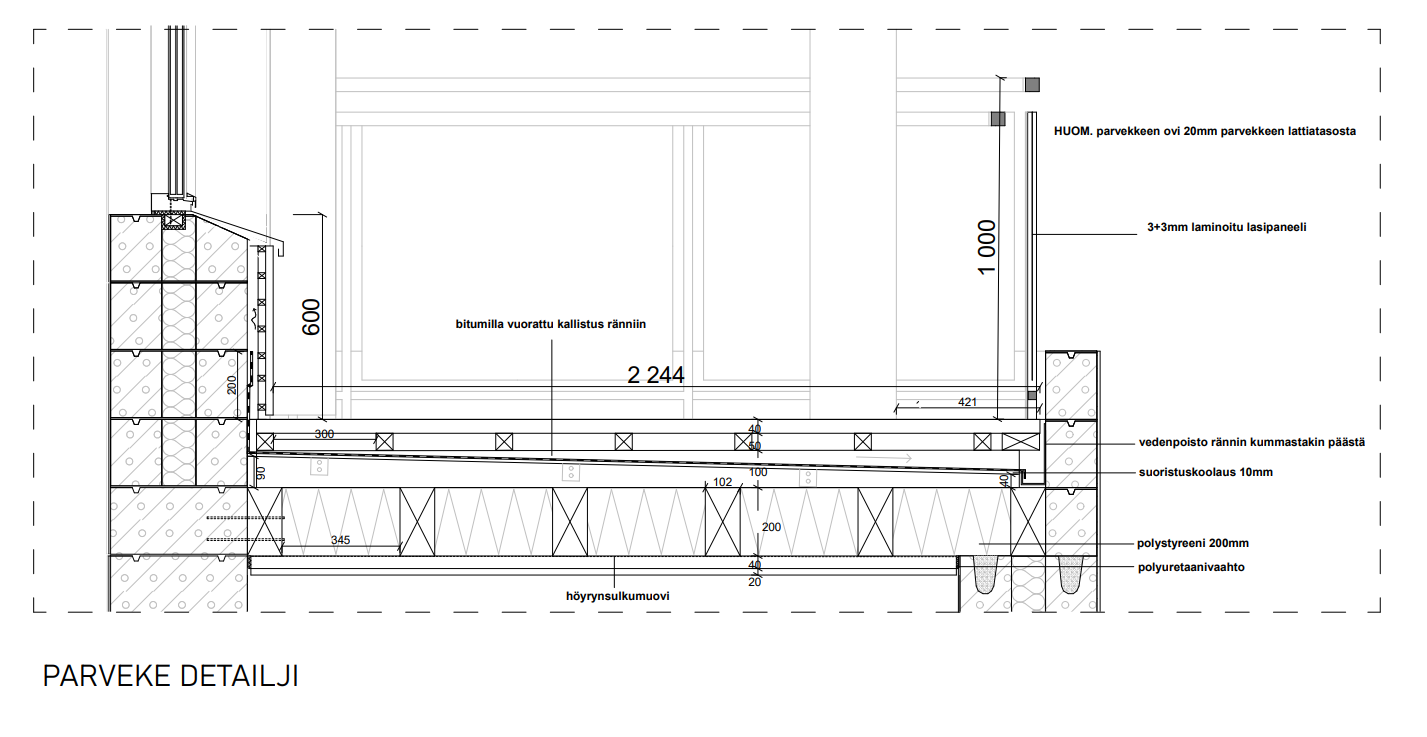 HUOM. parvekkeen ovi 20mm parvekkeen lattiatasosta
3+3mm laminoitu lasipaneeli
1 000
600
bitumilla vuorattu kallistus ränniin
2 244
200
421
300
40
50
vedenpoisto rännin kummastakin päästä
90
100
suoristuskoolaus 10mm
102
40
200
345
polystyreeni 200mm
40
polyuretaanivaahto
20
höyrynsulkumuovi
PARVEKE DETAILJI